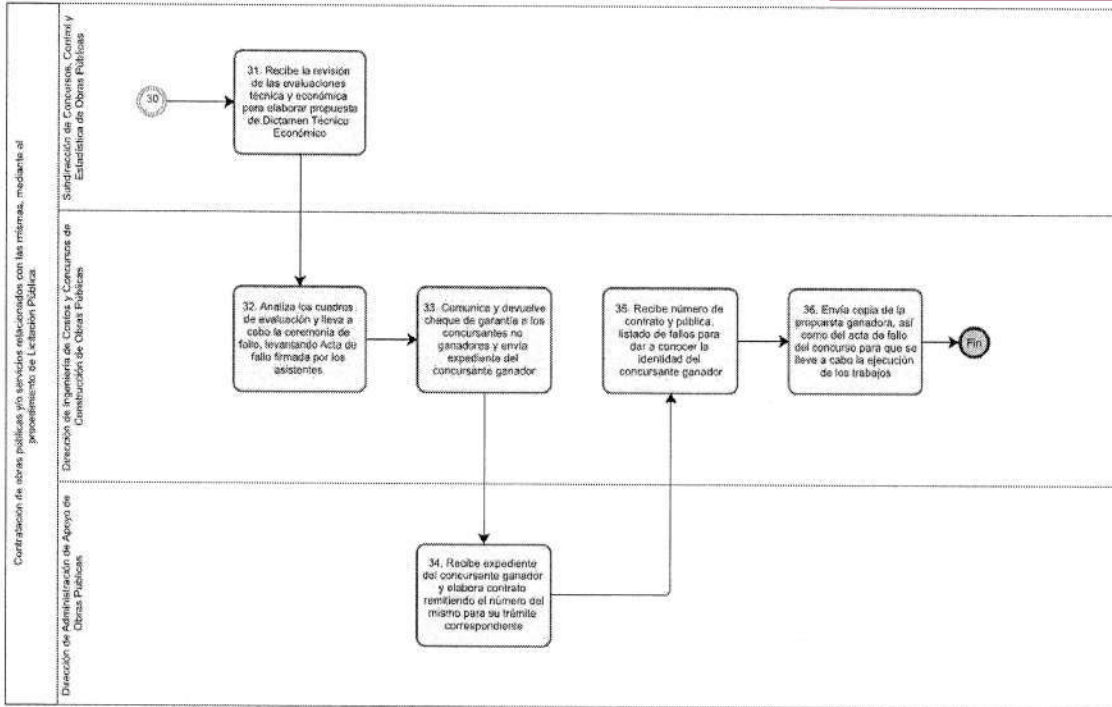 Contratación de obras públicas y/o servicios relacionados con las mismas, mediante el
procedimiento de Licitación Pública
Subdirección de Concursos, Control y
Estadística de Obras Públicas
30
31. Recibe la revisión
de las evaluaciones
técnica y económica
para elaborar propuesta
de Dictamen Técnico
Económico
Dirección de Ingeniería de Costos y Concursos de
Construcción de Obras Públicas
32. Analiza los cuadros
de evaluación y lleva a
cabo la ceremonia de
fallo, levantando Acta de
fallo firmada por los
asistentes
33. Comunica y devuelve
cheque de garantía a los
concursantes no
ganadores y envía
expediente del
concursante ganador
35. Recibe número de
contrato y pública,
listado de fallos para
dar a conocer la
identidad del
concursante ganador
36. Envía copia de la
propuesta ganadora, así
como del acta de fallo
del concurso para que se
lleve a cabo la ejecución
de los trabajos
Fin
Dirección de Administración de Apoyo de
Obras Públicas
34. Recibe expediente
del concursante ganador
y elabora contrato
remitiendo el número del
mismo para su trámite
correspondiente